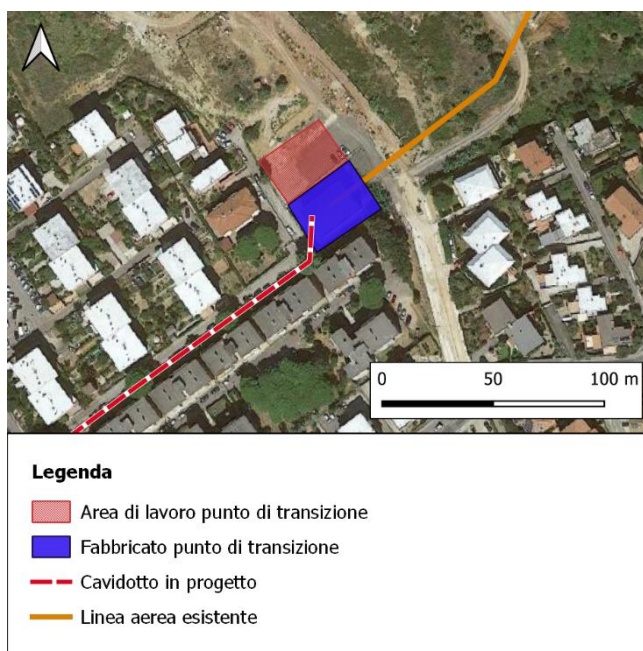 0 50 100 m
Legenda
Area di lavoro punto di transizione
Fabbricato punto di transizione
Cavidotto in progetto
Linea aerea esistente